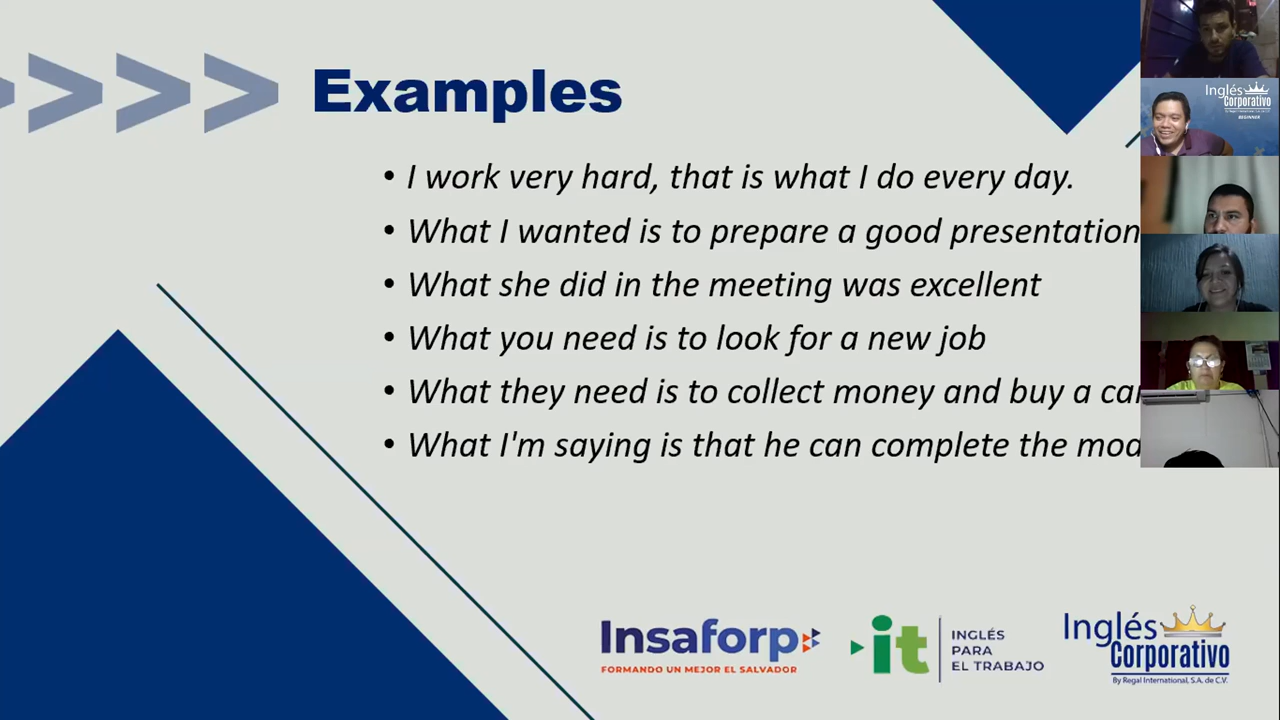 Examples
• I work very hard, that is what I do every day.
• What I wanted is to prepare a good presentation
• What she did in the meeting was excellent
• What you need is to look for a new job
• What they need is to collect money and buy a
• What I'm saying is that he can complete the
Inglés
Corporativo
BEGINNER
Insaforp
FORMANDO UN MEJOR EL SALVADOR
it
INGLÉS
PARA
EL TRABAJO
Inglés
Corporativo
By Regal International, S.A. de C.V.